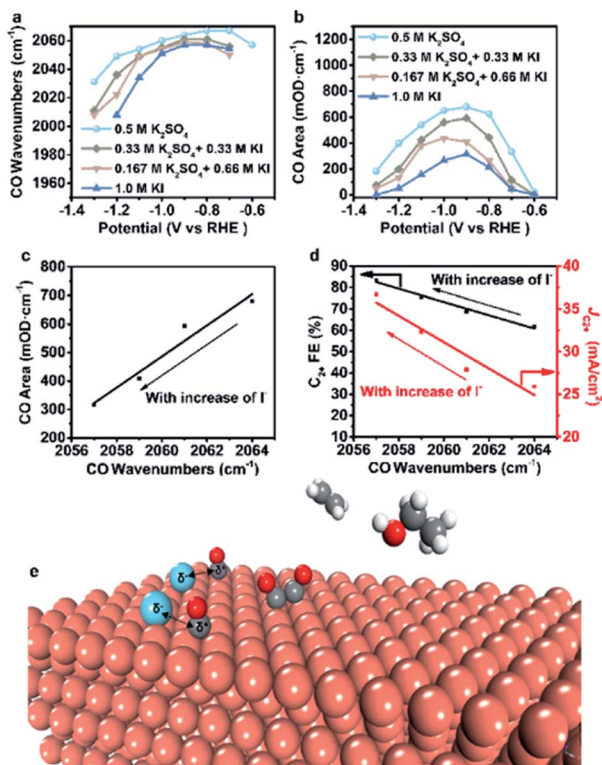 a
CO Wavenumbers (cm⁻¹)
2060
2040
2020
2000
1980
1960
0.5 M K₂SO₄
0.33 M K₂SO₄+ 0.33 M KI
0.167 M K₂SO₄+ 0.66 M KI
1.0 M KI
-1.4 -1.2 -1.0 -0.8 -0.6
Potential (V vs RHE )
b
CO Area (mOD·cm⁻¹)
1200
1000
800
600
400
200
0
0.5 M K₂SO₄
0.33 M K₂SO₄+ 0.33 M KI
0.167 M K₂SO₄ + 0.66 M KI
1.0 M KI
-1.4 -1.2 -1.0 -0.8 -0.6
Potential (V vs RHE )
c
CO Area (mOD·cm⁻¹)
800
700
600
500
400
300
200
With increase of I⁻
2056 2058 2060 2062 2064
CO Wavenumbers (cm⁻¹)
d
C₂₊ FE (%)
90
80
70
60
50
40
30
20
10
With increase of I⁻
With increase of I⁻
40
35
30
25
20
J_C2+ (mA/cm²)
2056 2058 2060 2062 2064
CO Wavenumbers (cm⁻¹)
e
δ⁻ δ⁺
δ⁻ δ⁺